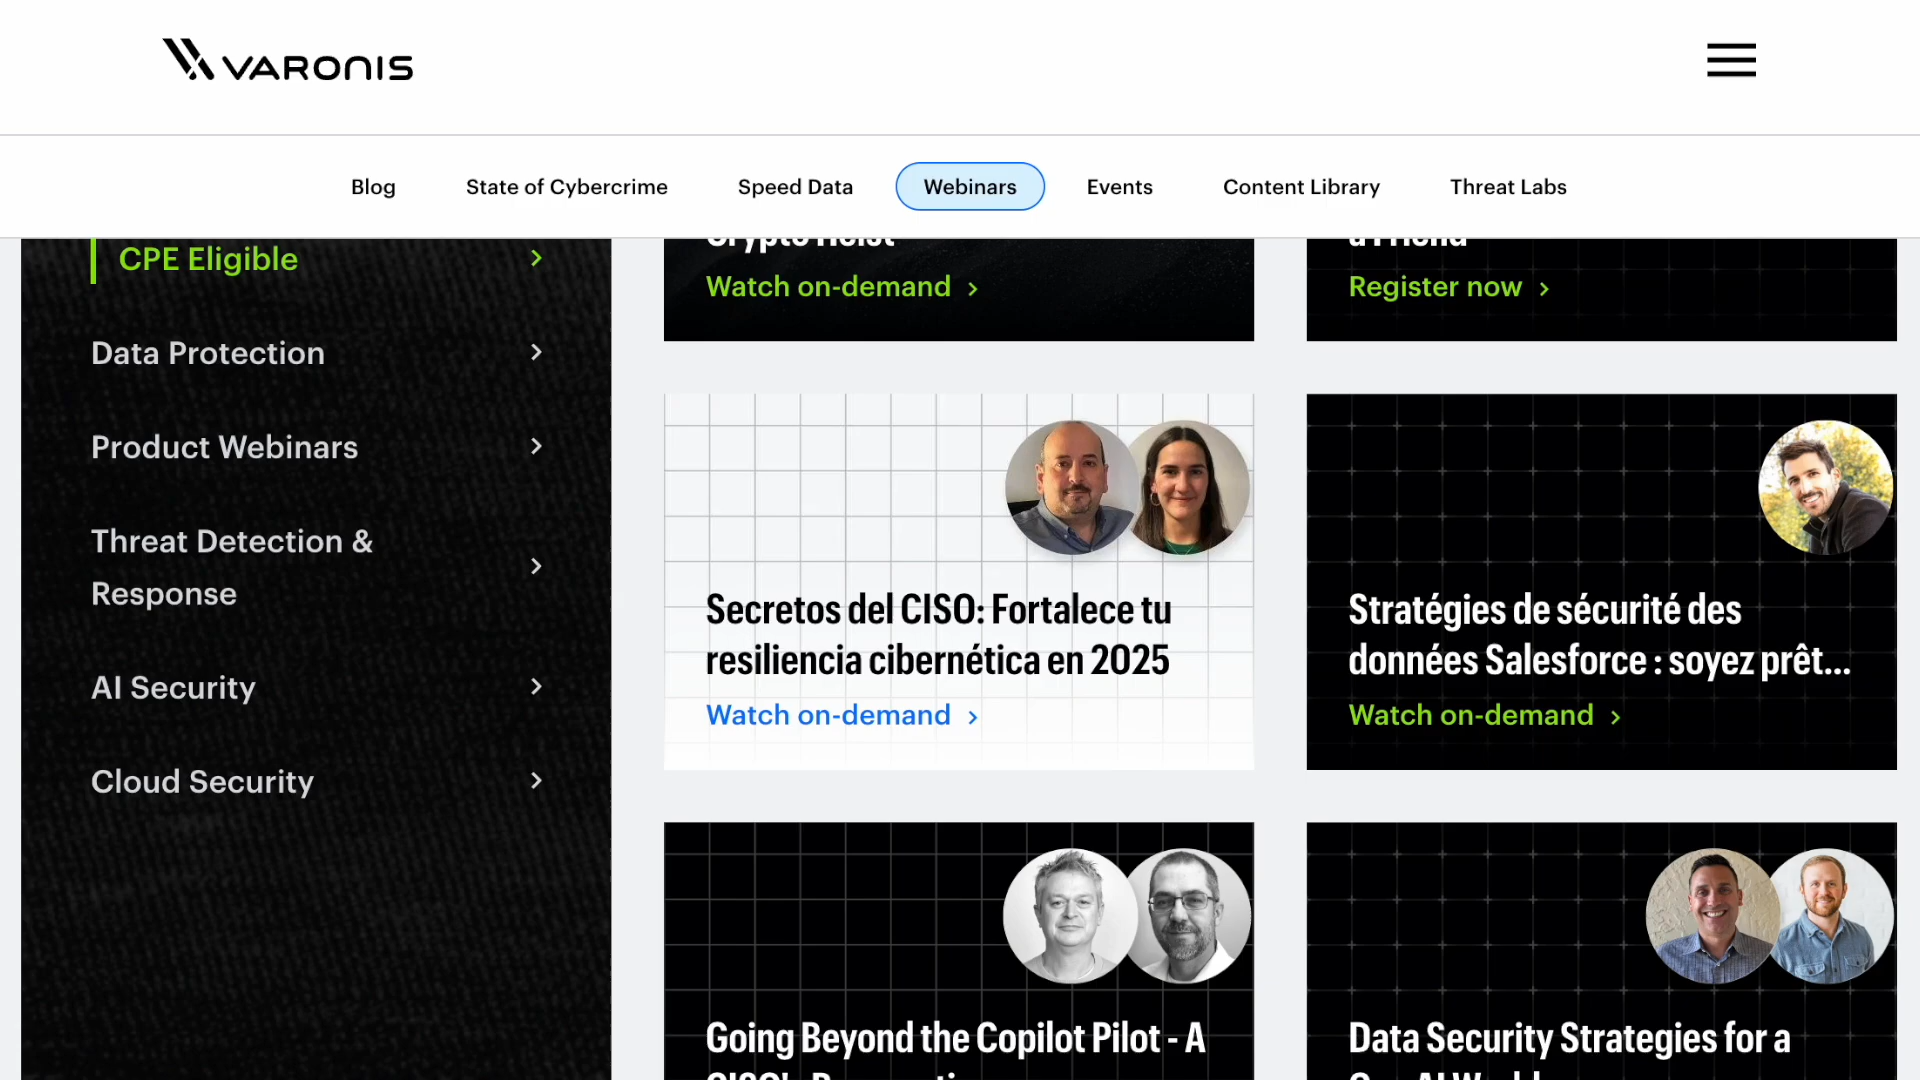 VARONIS
Blog
State of Cybercrime
Speed Data
Webinars
Events
Content Library
Threat Labs
CPE Eligible
Data Protection
Product Webinars
Threat Detection &
Response
AI Security
Cloud Security
Crypto Heist
Watch on-demand
a Friend
Register now
Secretos del CISO: Fortalece tu
resiliencia cibernética en 2025
Watch on-demand
Stratégies de sécurité des
données Salesforce : soyez prêt...
Watch on-demand
Going Beyond the Copilot Pilot - A
Data Security Strategies for a